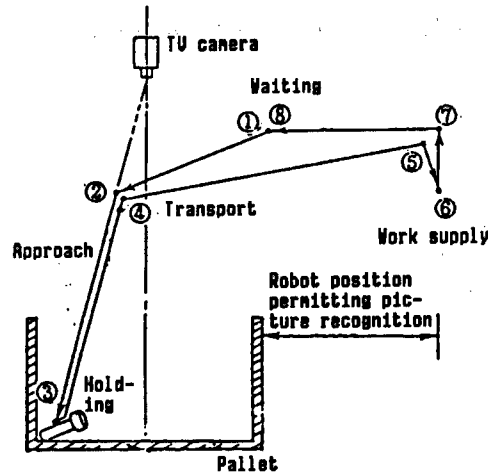 TV camera
Waiting
① ⑧ ⑦
⑤
② ④ ⑥
Transport
Work supply
Approach
Robot position
permitting pic-
ture recognition
③ Hold-
ing
Pallet